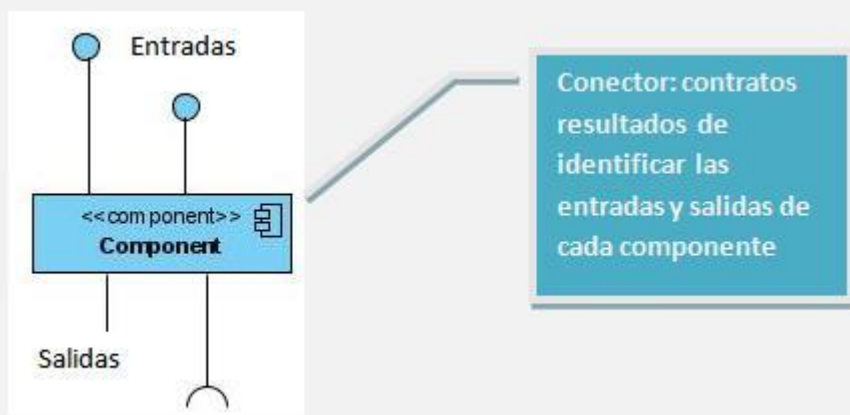 Entradas
<<component>>
Component
Salidas
Conector: contratos
resultados de
identificar las
entradas y salidas de
cada componente